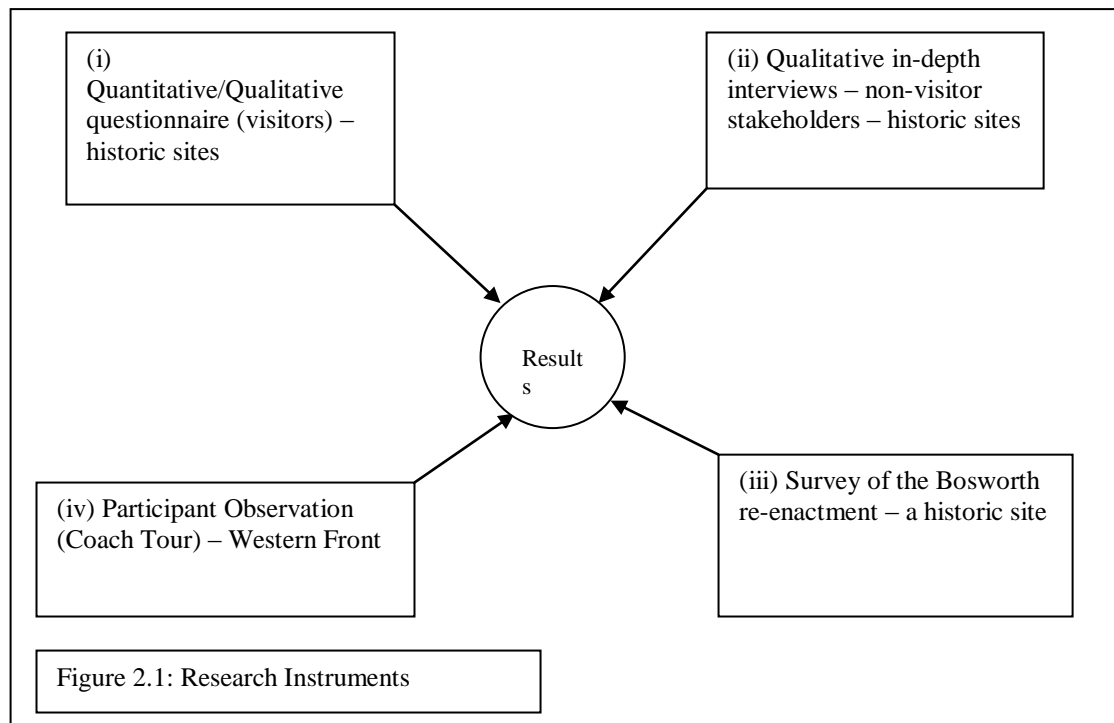 (i)
Quantitative/Qualitative
questionnaire (visitors) –
historic sites
(ii) Qualitative in-depth
interviews – non-visitor
stakeholders – historic sites
Result
s
(iv) Participant Observation
(Coach Tour) – Western Front
(iii) Survey of the Bosworth
re-enactment – a historic site
Figure 2.1: Research Instruments